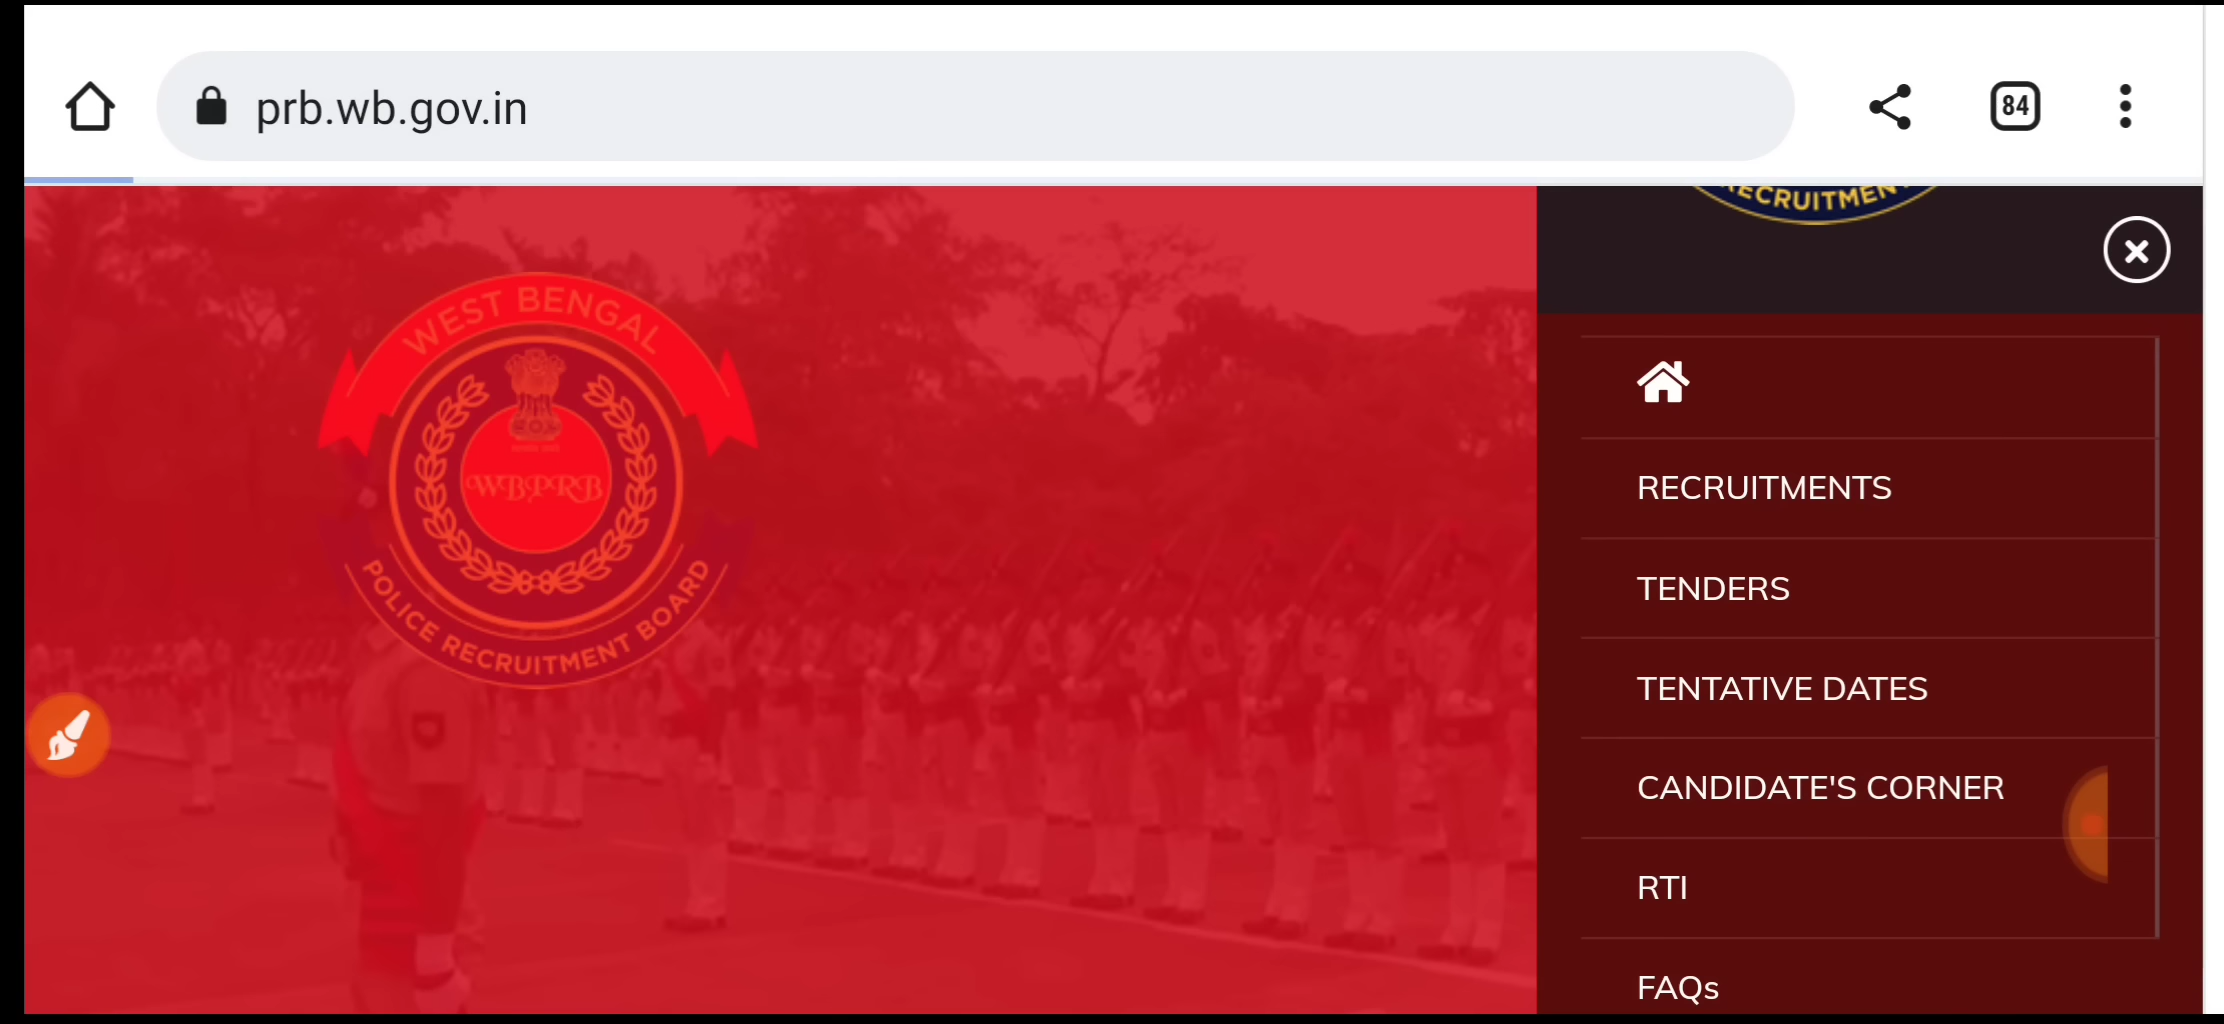 prb.wb.gov.in
84
RECRUITMEN
WEST BENGAL
WBPRB
POLICE RECRUITMENT BOARD
RECRUITMENTS
TENDERS
TENTATIVE DATES
CANDIDATE'S CORNER
RTI
FAQs